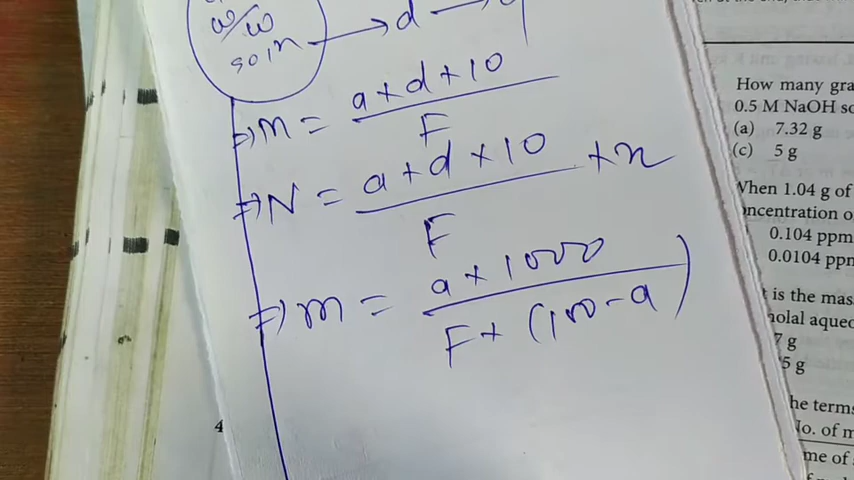 w/w
soln → d →
⇒ M = a × d × 10 / F
⇒ N = a × d × 10 / F × n
⇒ m = a × 1000 / F × (100 - a)
4
How many gra
0.5 M NaOH so
(a) 7.32 g
(c) 5 g
When 1.04 g of
oncentration o
0.104 ppm
0.0104 ppm
t is the mas
olal aqueo
7 g
5 g
he terms
No. of m
me of